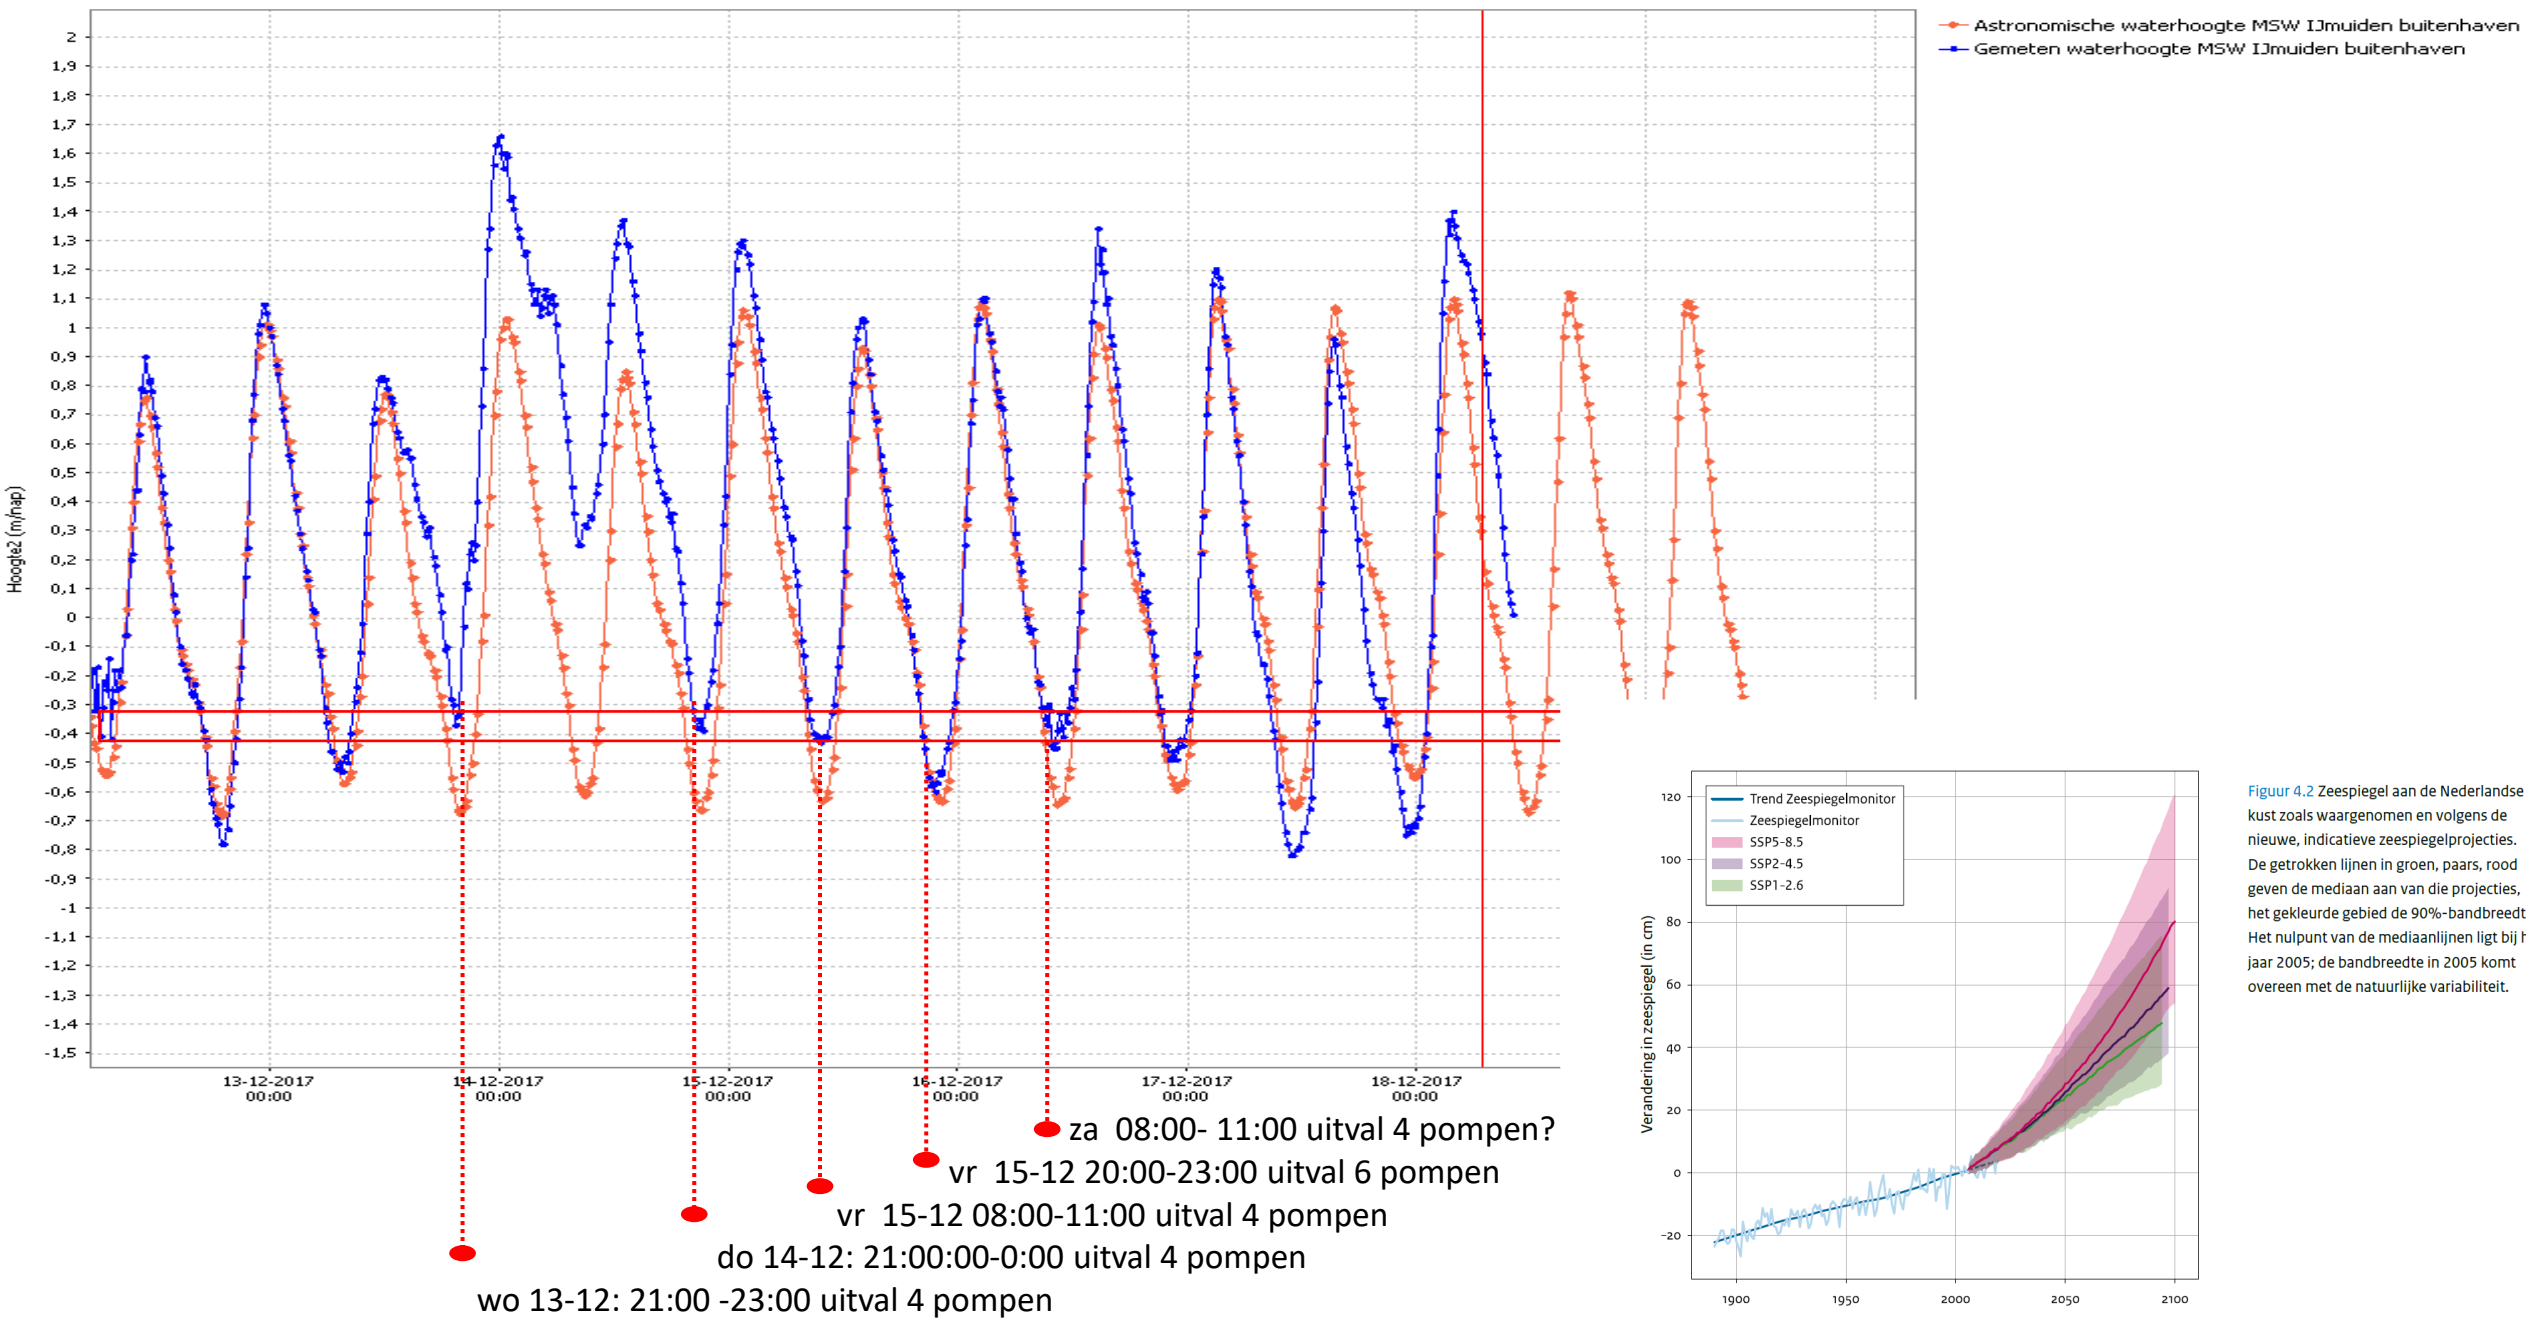 Astronomische waterhoogte MSW IJmuiden buitenhaven
Gemeten waterhoogte MSW IJmuiden buitenhaven
Hoogte2 (m/nap)
2
1,9
1,8
1,7
1,6
1,5
1,4
1,3
1,2
1,1
1
0,9
0,8
0,7
0,6
0,5
0,4
0,3
0,2
0,1
0
-0,1
-0,2
-0,3
-0,4
-0,5
-0,6
-0,7
-0,8
-0,9
-1
-1,1
-1,2
-1,3
-1,4
-1,5
13-12-2017
00:00
14-12-2017
00:00
15-12-2017
00:00
16-12-2017
00:00
17-12-2017
00:00
18-12-2017
00:00
za 08:00- 11:00 uitval 4 pompen?
vr 15-12 20:00-23:00 uitval 6 pompen
vr 15-12 08:00-11:00 uitval 4 pompen
do 14-12: 21:00:00-0:00 uitval 4 pompen
wo 13-12: 21:00 -23:00 uitval 4 pompen
Verandering in zeespiegel (in cm)
120
100
80
60
40
20
0
-20
1900
1950
2000
2050
2100
Trend Zeespiegelmonitor
Zeespiegelmonitor
SSP5-8.5
SSP2-4.5
SSP1-2.6
Figuur 4.2 Zeespiegel aan de Nederlandse
kust zoals waargenomen en volgens de
nieuwe, indicatieve zeespiegelprojecties.
De getrokken lijnen in groen, paars, rood
geven de mediaan aan van die projecties,
het gekleurde gebied de 90%-bandbreedt
Het nulpunt van de mediaanlijnen ligt bij h
jaar 2005; de bandbreedte in 2005 komt
overeen met de natuurlijke variabiliteit.